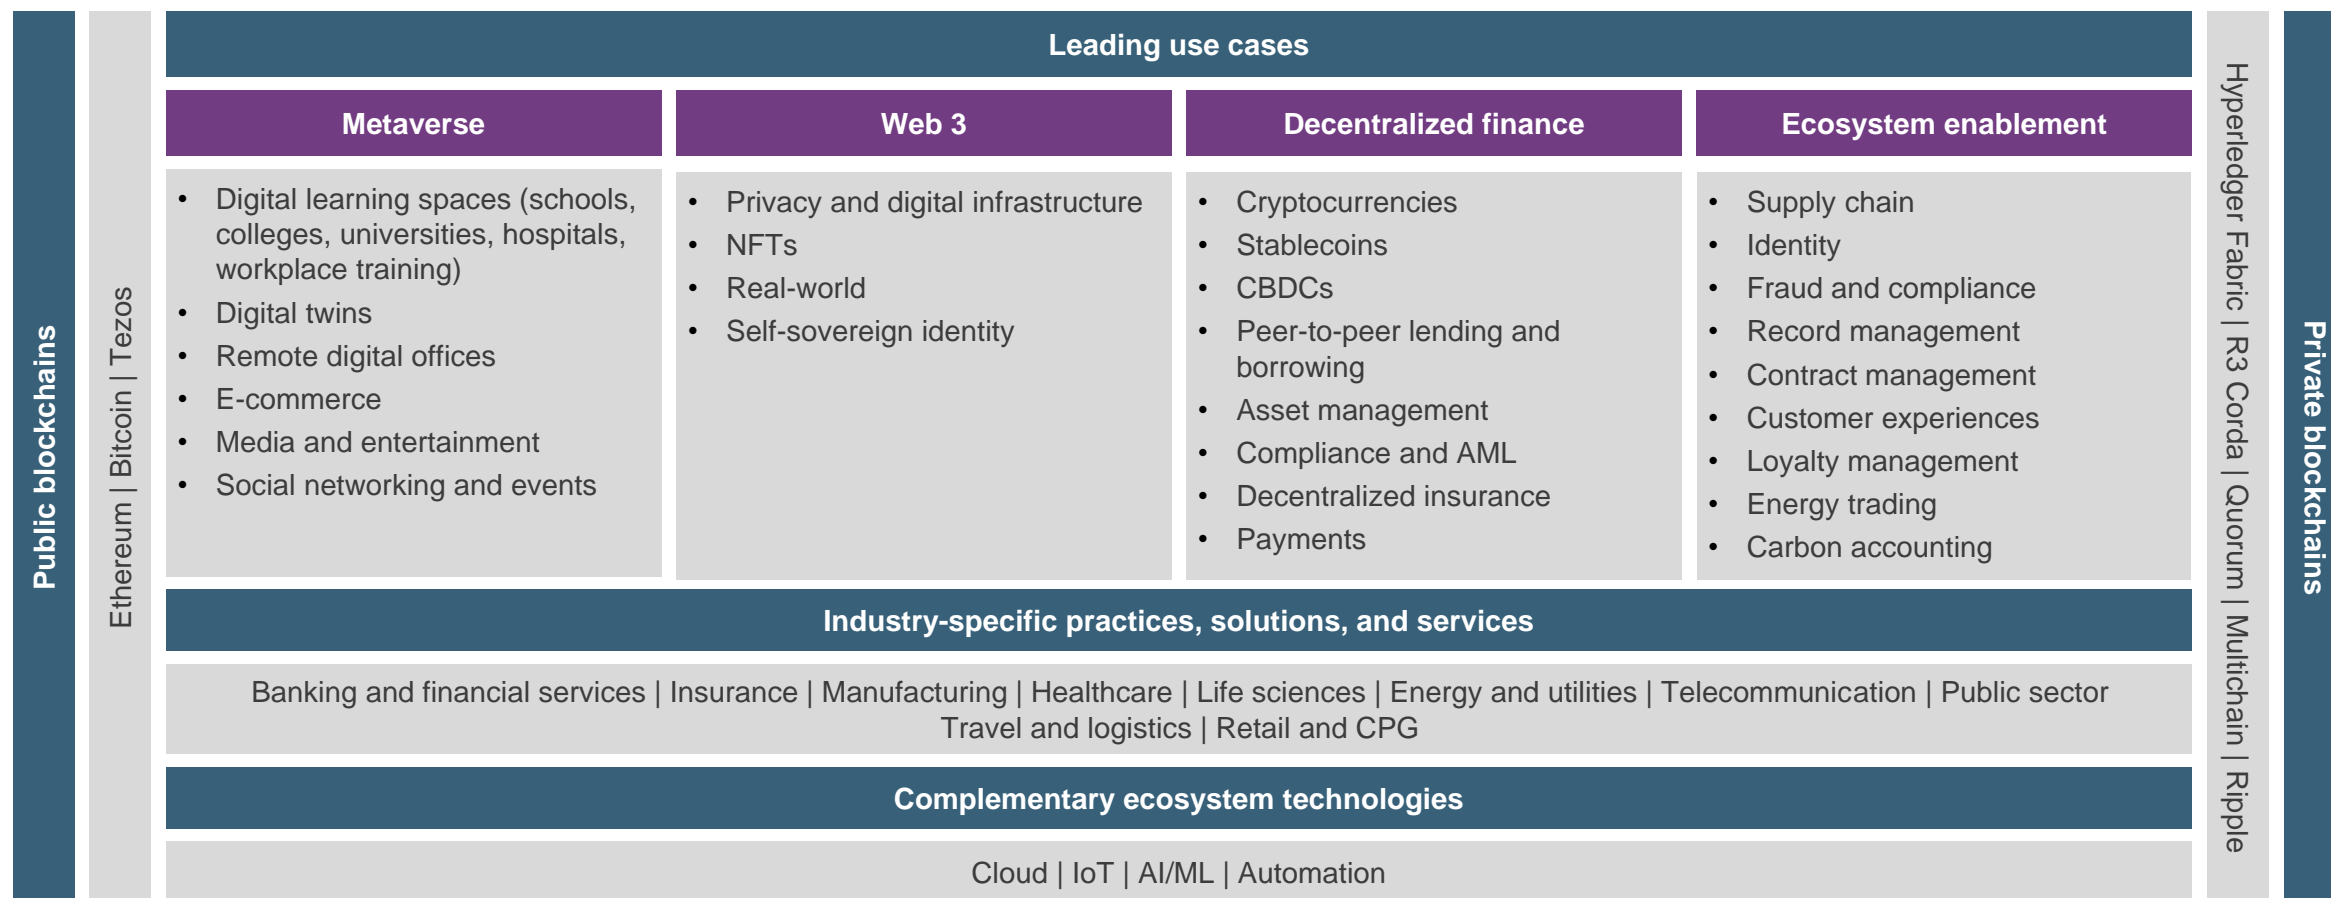 Public blockchains
Ethereum | Bitcoin | Tezos
Leading use cases
Metaverse
• Digital learning spaces (schools,
colleges, universities, hospitals,
workplace training)
• Digital twins
• Remote digital offices
• E-commerce
• Media and entertainment
• Social networking and events
Web 3
• Privacy and digital infrastructure
• NFTs
• Real-world
• Self-sovereign identity
Decentralized finance
• Cryptocurrencies
• Stablecoins
• CBDCs
• Peer-to-peer lending and
borrowing
• Asset management
• Compliance and AML
• Decentralized insurance
• Payments
Ecosystem enablement
• Supply chain
• Identity
• Fraud and compliance
• Record management
• Contract management
• Customer experiences
• Loyalty management
• Energy trading
• Carbon accounting
Industry-specific practices, solutions, and services
Banking and financial services | Insurance | Manufacturing | Healthcare | Life sciences | Energy and utilities | Telecommunication | Public sector
Travel and logistics | Retail and CPG
Complementary ecosystem technologies
Cloud | IoT | AI/ML | Automation
Hyperledger Fabric | R3 Corda | Quorum | Multichain | Ripple
Private blockchains